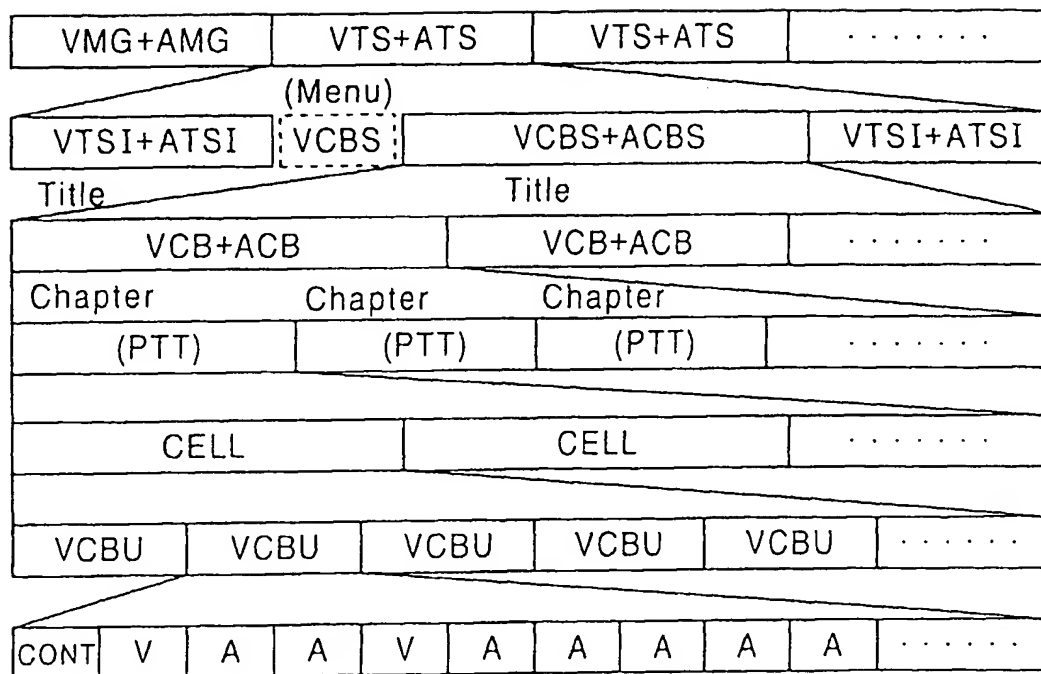 VMG+AMG VTS+ATS VTS+ATS .......
(Menu)
VTSI+ATSI VCBS VCBS+ACBS VTSI+ATSI
Title Title
VCB+ACB VCB+ACB .......
Chapter Chapter Chapter
(PTT) (PTT) (PTT) .......
CELL CELL .......
VCBU VCBU VCBU VCBU VCBU ......
CONT V A A V A A A A A ......